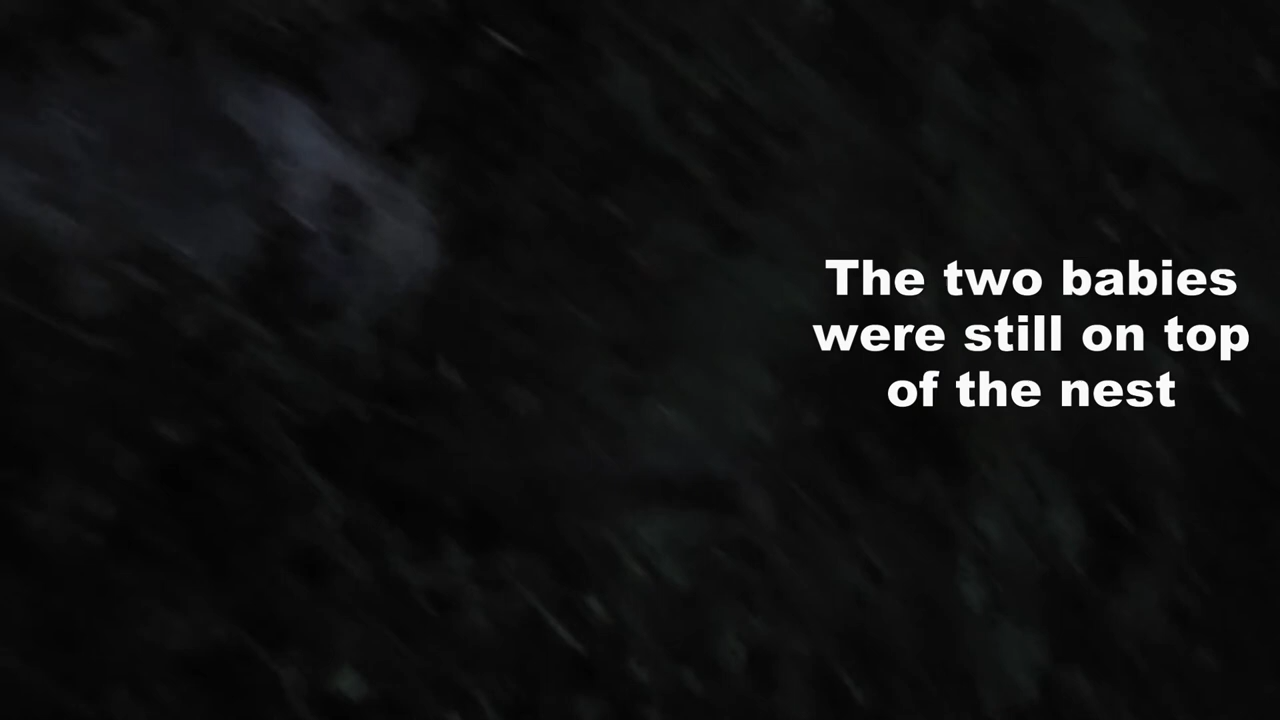 The two babies
were still on top
of the nest